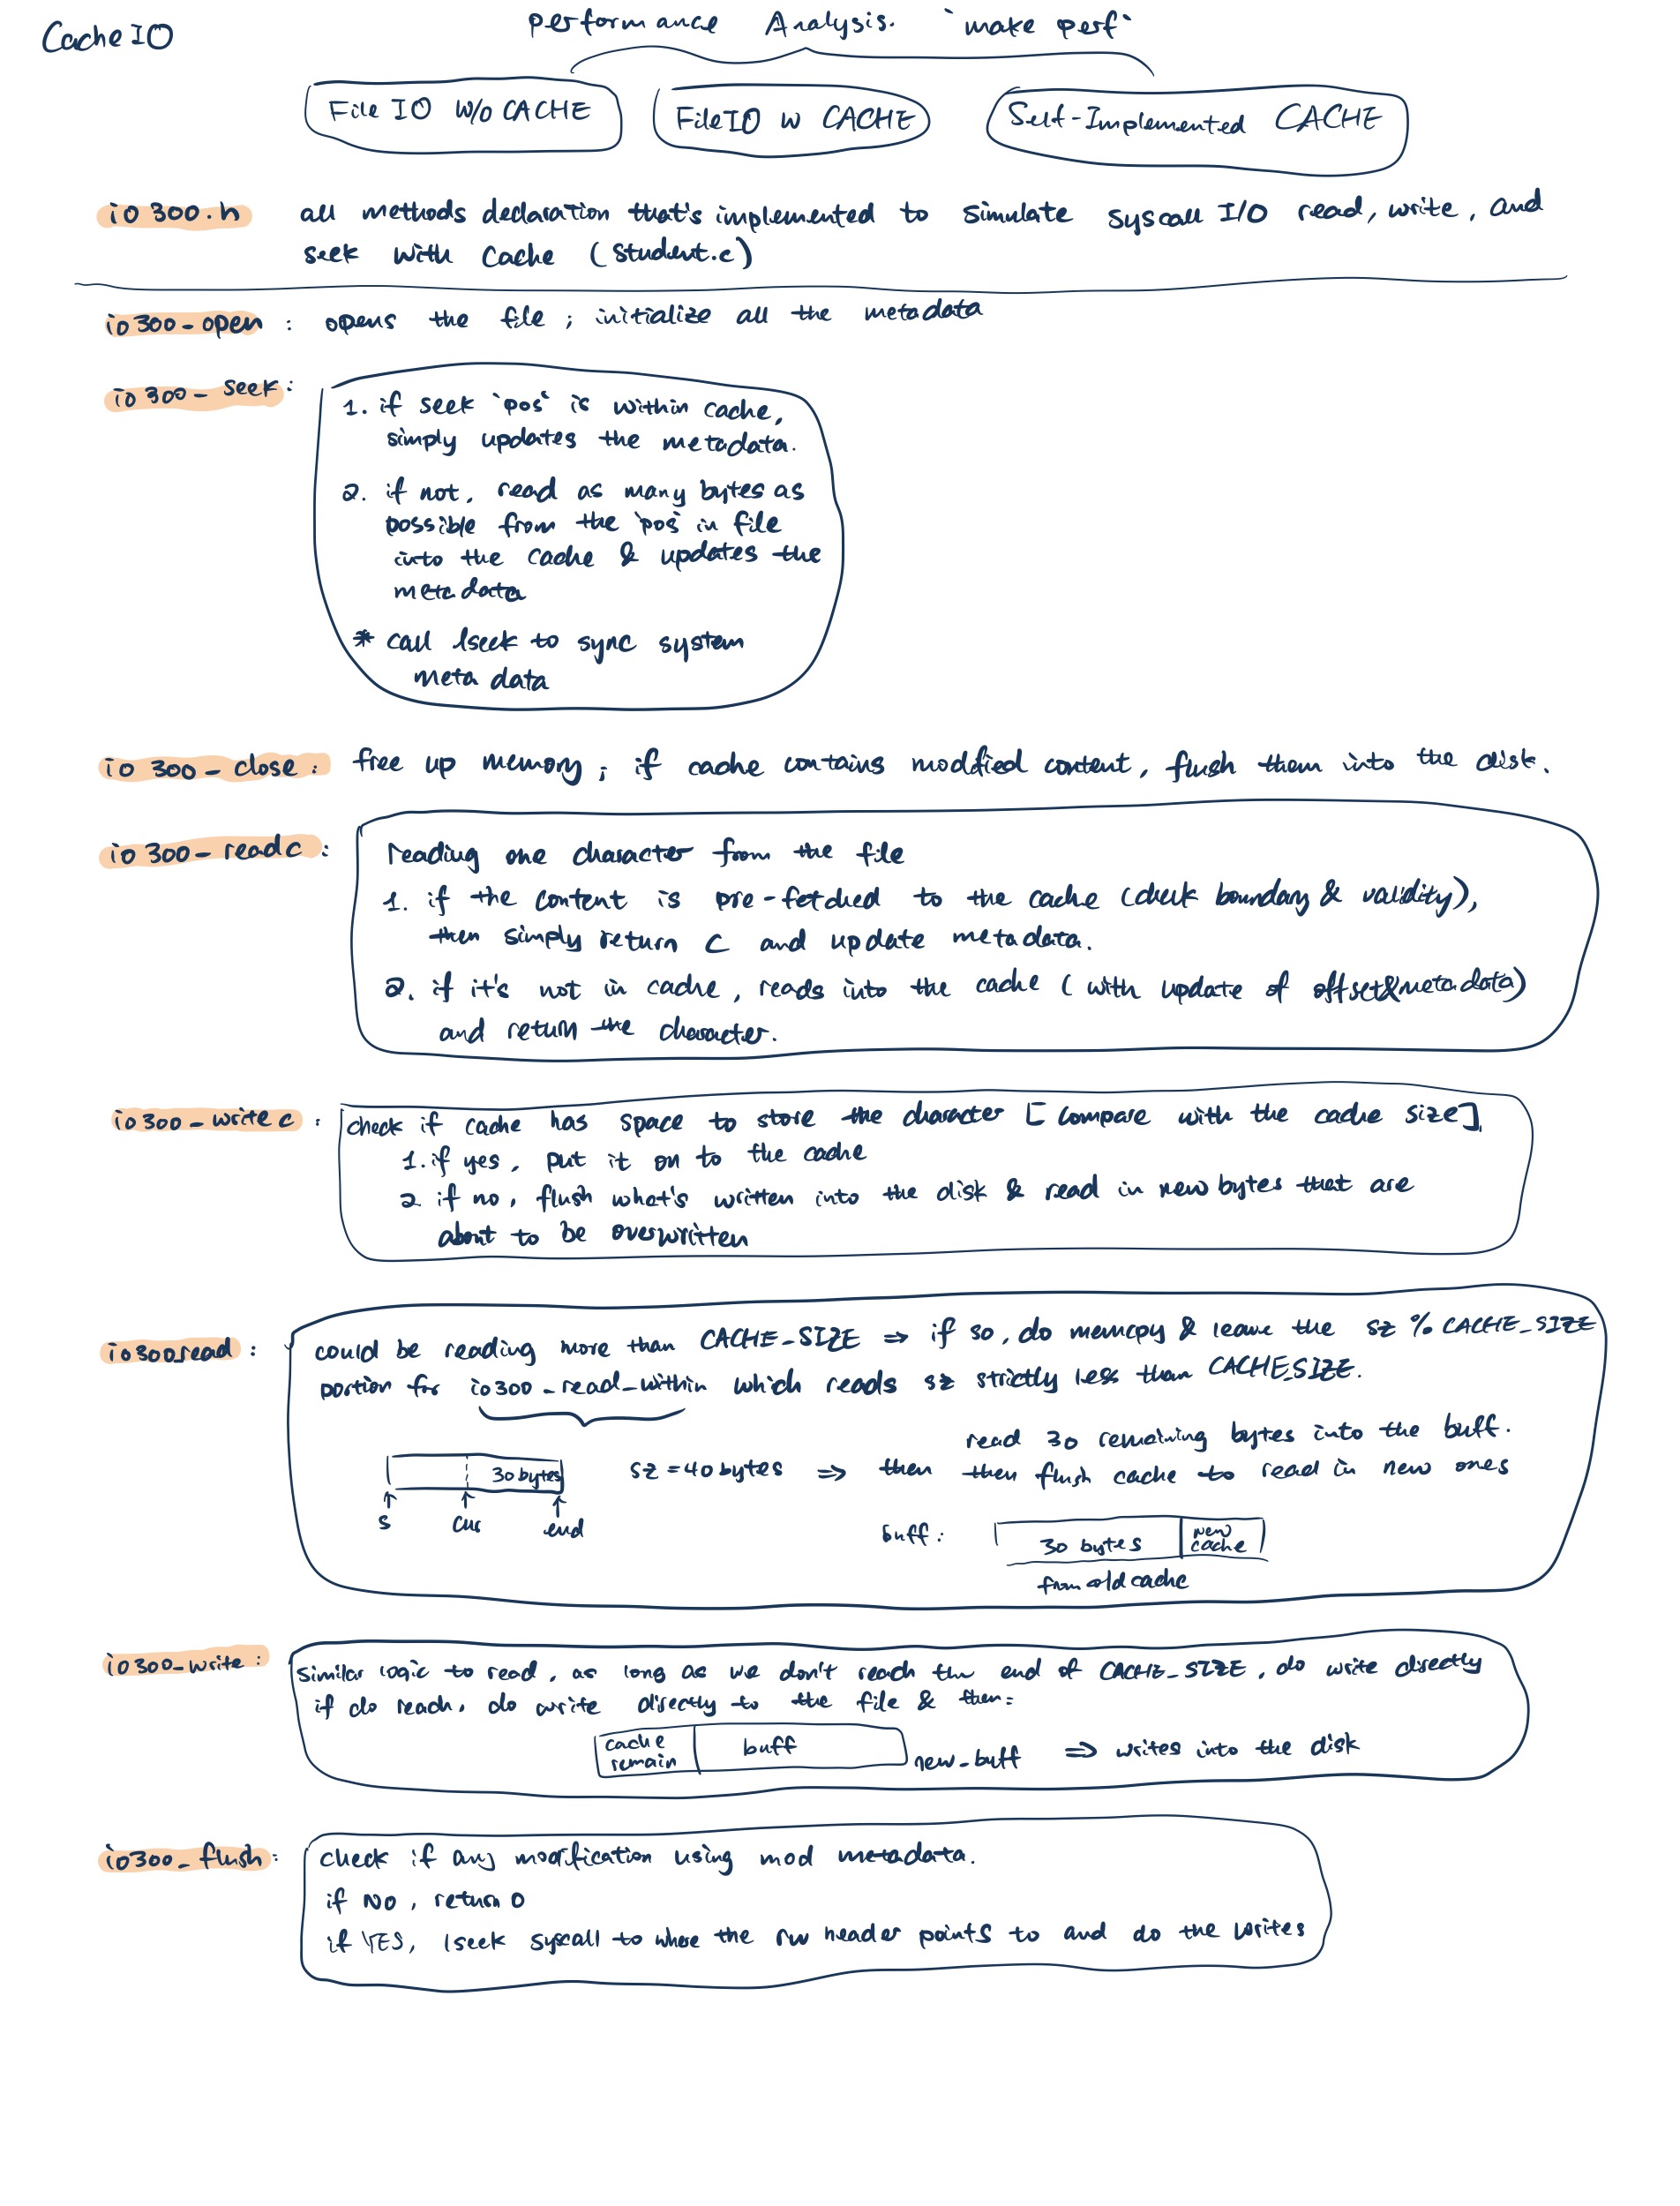 Cache IO
performance Analysis. `make perf`
File IO W/O CACHE
File IO W CACHE
Self-Implemented CACHE
io300.h
all methods declaration that's implemented to simulate syscall I/O read, write, and
seek with Cache (student.c)
io300-open : opens the file ; initialize all the metadata
io300-seek :
1. if seek `pos` is within cache,
simply updates the metadata.
2. if not, read as many bytes as
possible from the `pos` in file
into the cache & updates the
meta data
* call lseek to sync system
meta data
io300-close : free up memory ; if cache contains modified content, flush them into the disk.
io300-readc :
reading one character from the file
1. if the content is pre-fetched to the cache (check boundary & validity),
then simply return c and update metadata.
2. if it's not in cache, reads into the cache (with update of offset&meta data)
and return the character.
io300-writec :
check if cache has space to store the character [compare with the cache size]
1. if yes, put it on to the cache
2 if no, flush what's written into the disk & read in new bytes that are
about to be overwritten
io300_read :
could be reading more than CACHE_SIZE ⇒ if so, do memcpy & leave the sz % CACHE_SIZE
portion for io300-read-within which reads sz strictly less than CACHE_SIZE.
30 bytes
s cur end
sz = 40 bytes ⇒ then
read 30 remaining bytes into the buff.
then flush cache to read in new ones
buff :
30 bytes
new
cache
from old cache
io300-write :
similar logic to read, as long as we don't reach the end of CACHE_SIZE, do write directly
if do reach, do write directly to the file & then:
cache
remain
buff
new_buff ⇒ writes into the disk
io300_flush :
check if any modification using mod metadata.
if NO, return 0
if YES, lseek syscall to where the rw header points to and do the writes